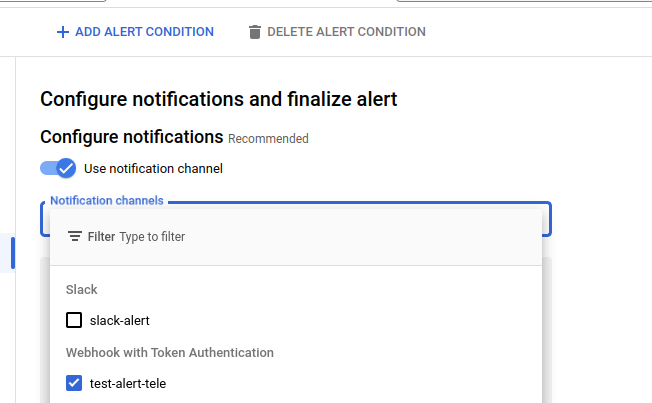 ADD ALERT CONDITION DELETE ALERT CONDITION
Configure notifications and finalize alert
Configure notifications Recommended
Use notification channel
Notification channels
Filter Type to filter
Slack
slack-alert
Webhook with Token Authentication
test-alert-tele